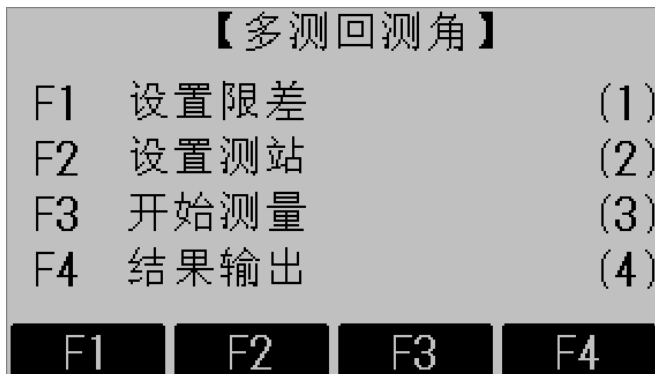 【多测回测角】
F1 设置限差 (1)
F2 设置测站 (2)
F3 开始测量 (3)
F4 结果输出 (4)
F1 F2 F3 F4